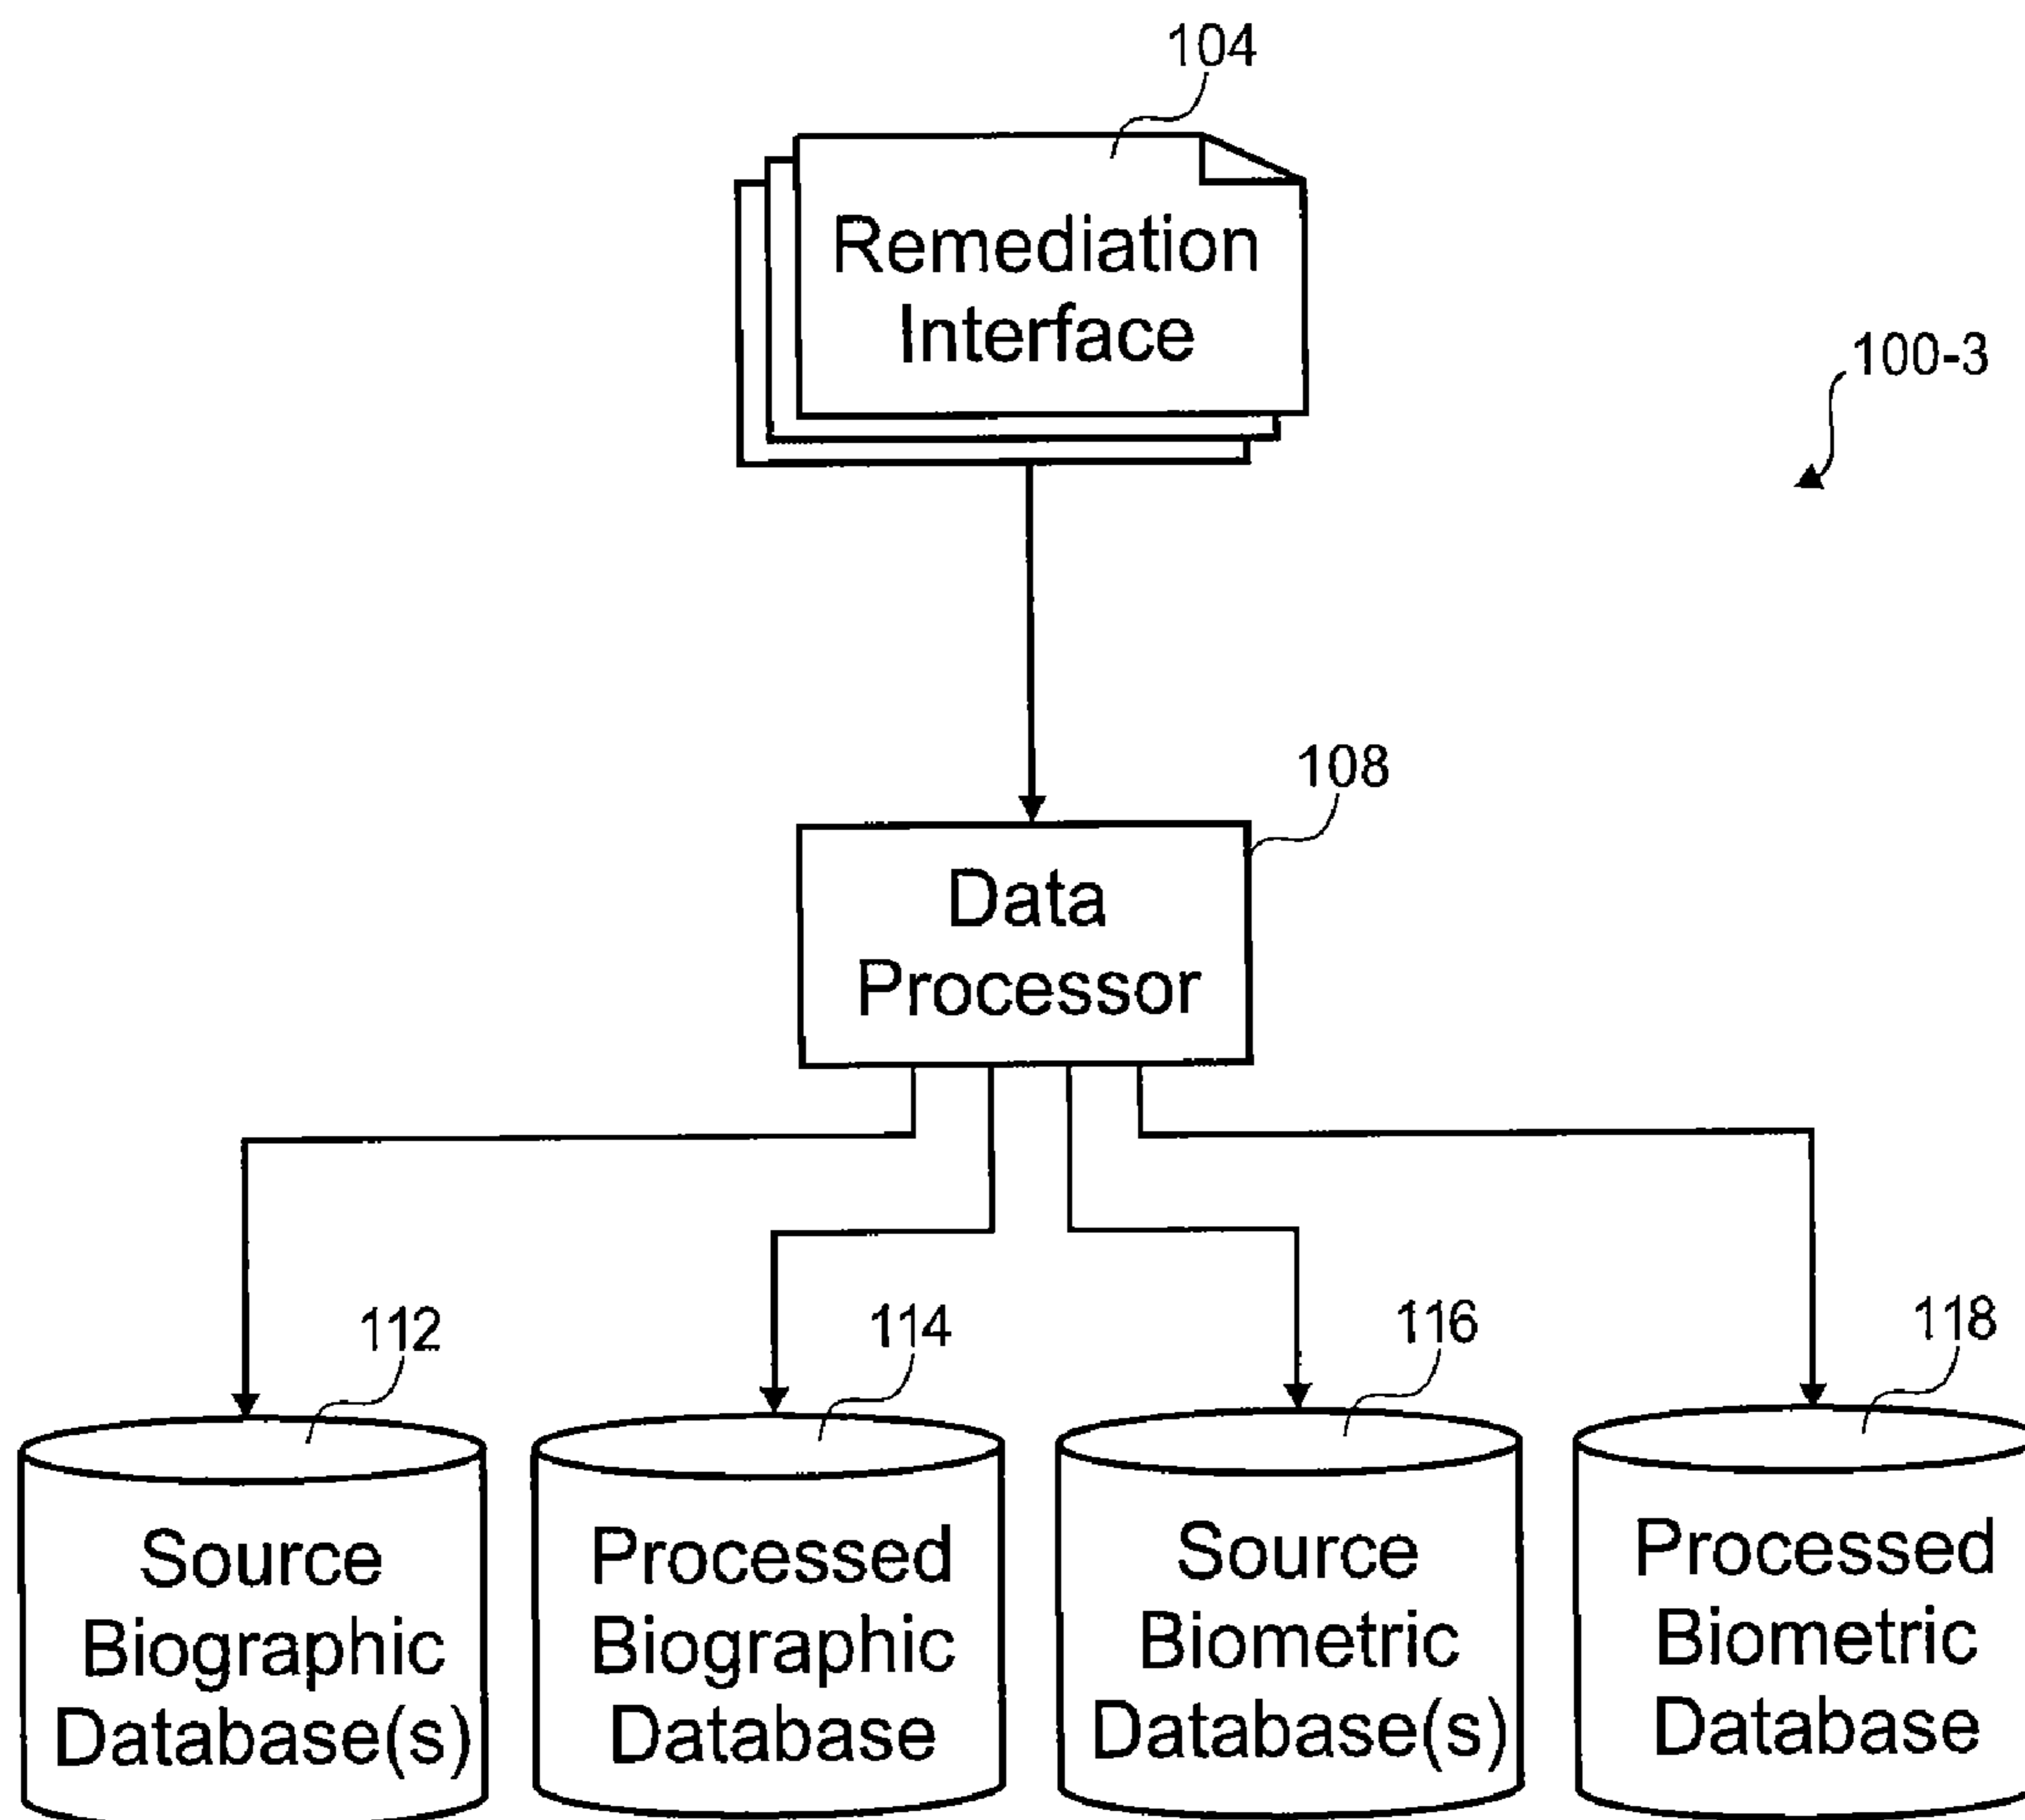 104
Remediation
Interface
100-3
108
Data
Processor
112
114
116
118
Source
Biographic
Database(s)
Processed
Biographic
Database
Source
Biometric
Database(s)
Processed
Biometric
Database